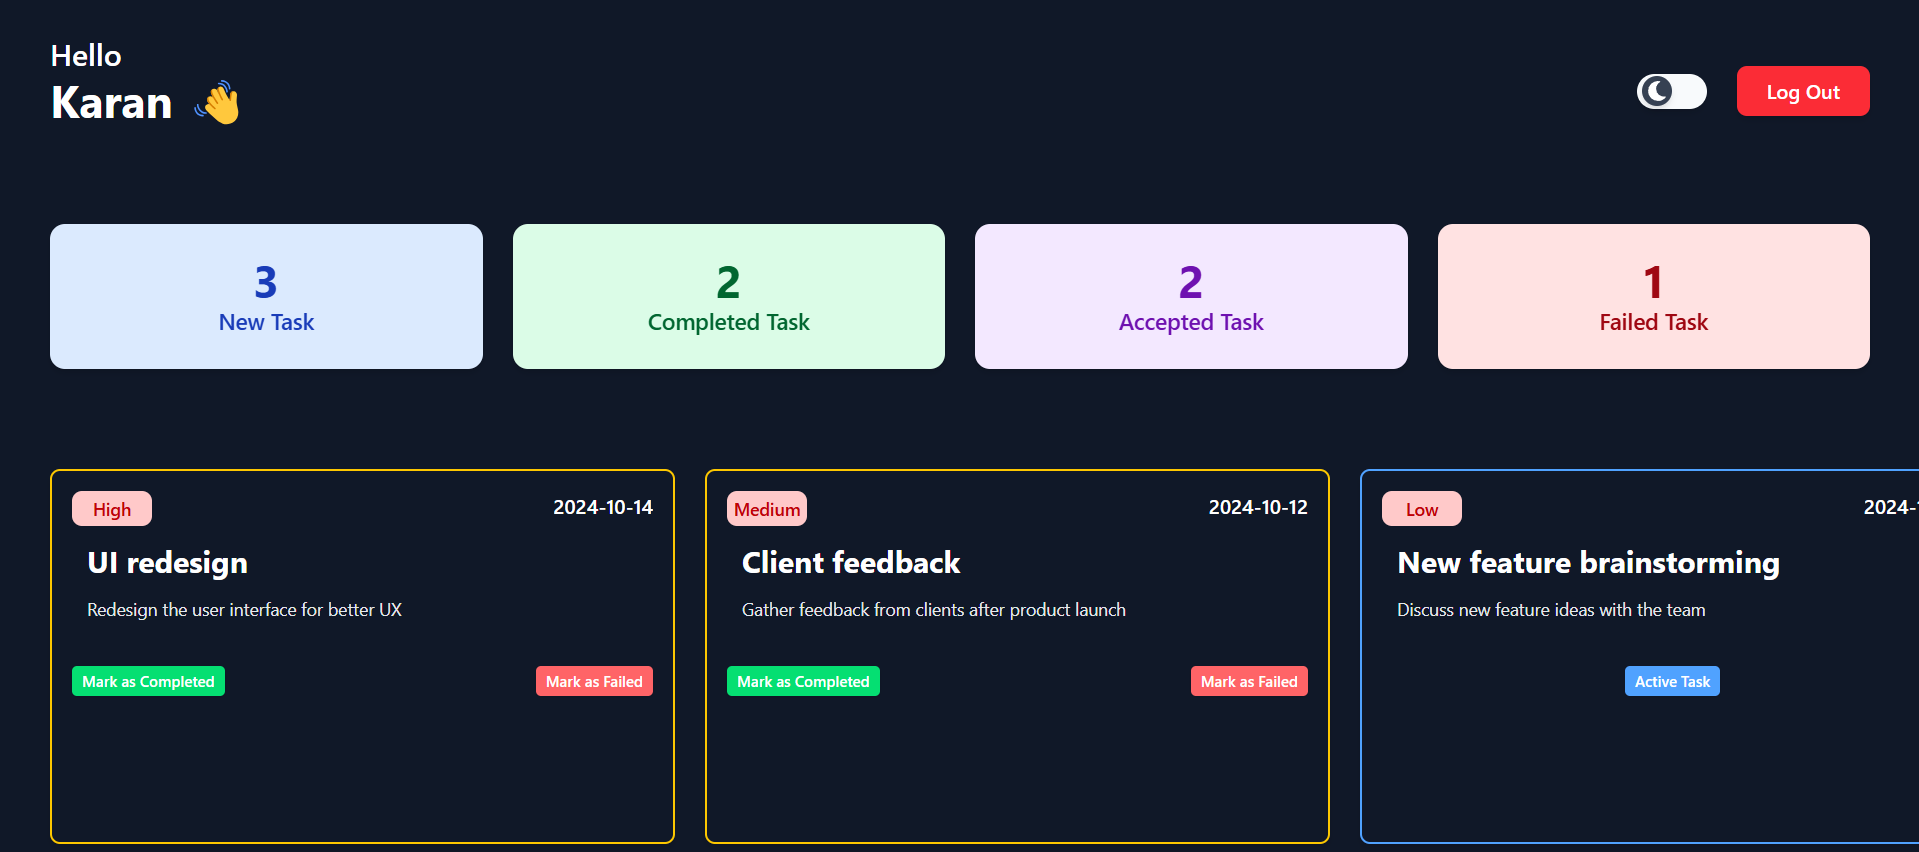 Hello
Karan 👋
Log Out
3
New Task
2
Completed Task
2
Accepted Task
1
Failed Task
High
2024-10-14
UI redesign
Redesign the user interface for better UX
Mark as Completed
Mark as Failed
Medium
2024-10-12
Client feedback
Gather feedback from clients after product launch
Mark as Completed
Mark as Failed
Low
2024-
New feature brainstorming
Discuss new feature ideas with the team
Active Task